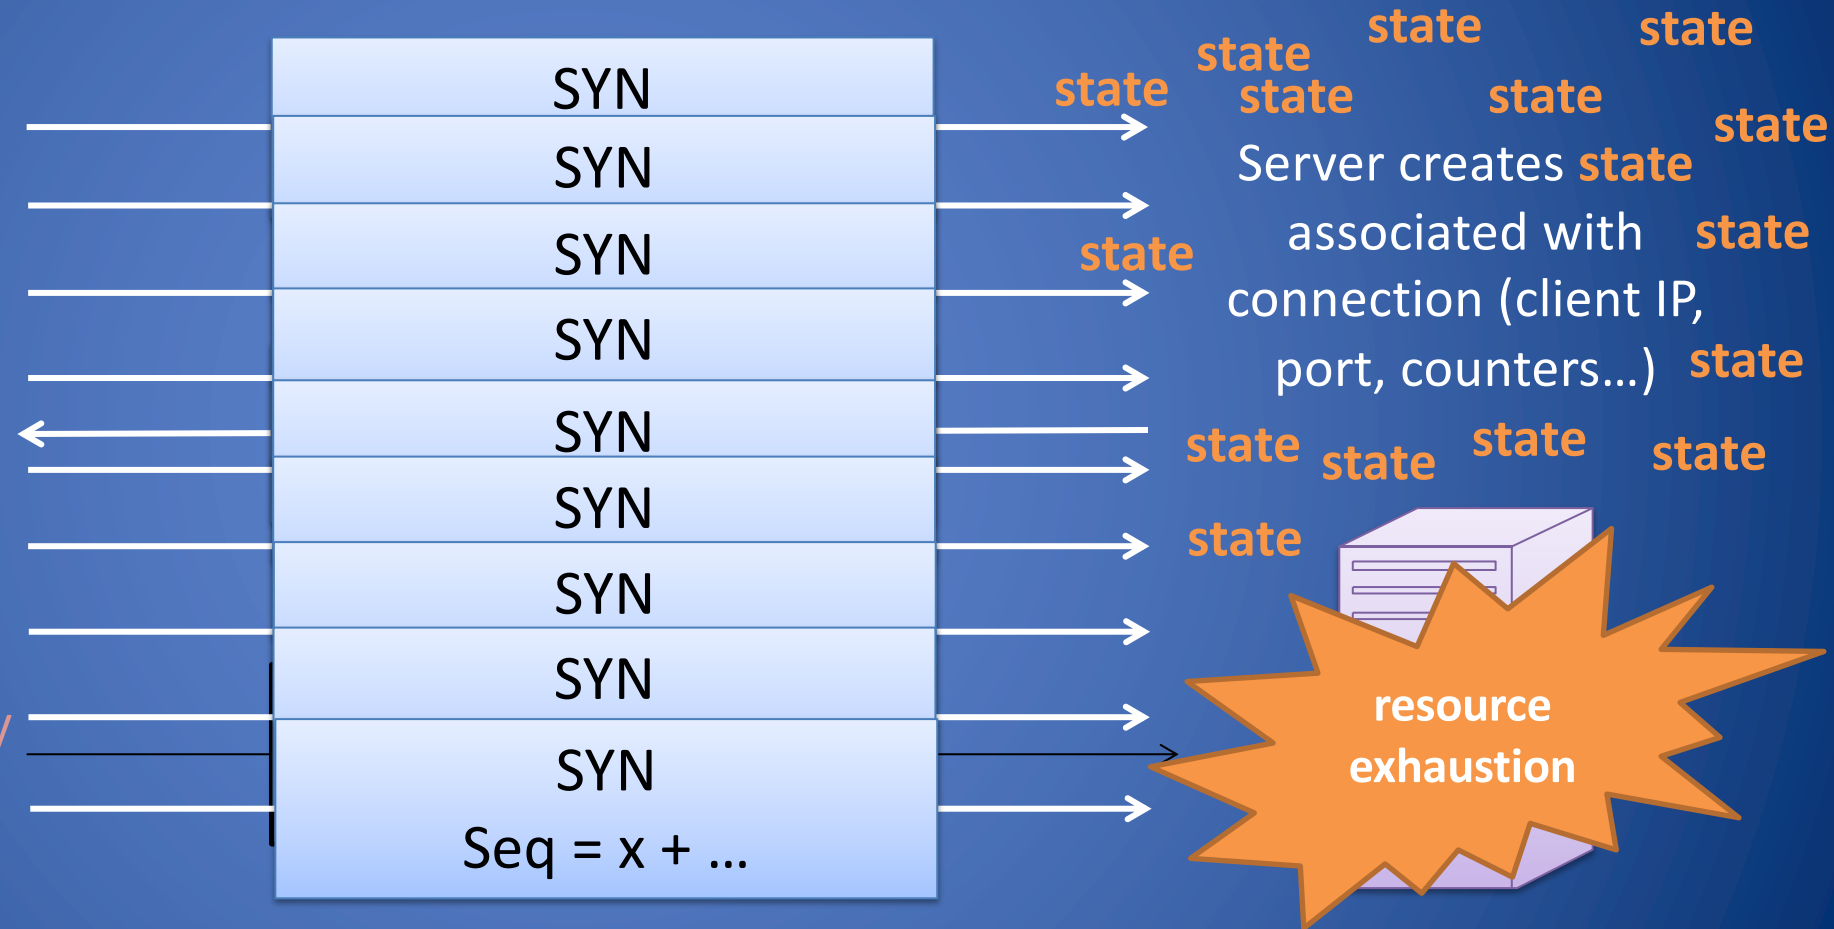 SYN
SYN
SYN
SYN
SYN
SYN
SYN
SYN
SYN
Seq = x + …
state
state
state
state
state
state
state
Server creates state
associated with state
state
connection (client IP,
port, counters…) state
state
state
state
state
state
resource
exhaustion